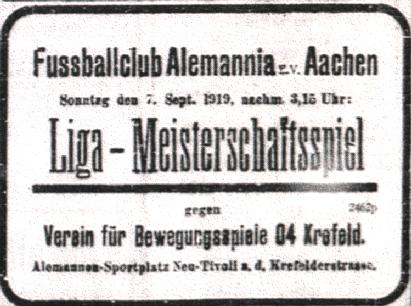 Fussballclub Alemannia E.V. Aachen
Sonntag den 7. Sept. 1919, nachm. 3,15 Uhr:
Liga - Meisterschaftsspiel
gegen
2462p
Verein für Bewegungsspiele 04 Krefeld.
Alemannen-Sportplatz Neu-Tivoli a. d. Krefelderstrasse.